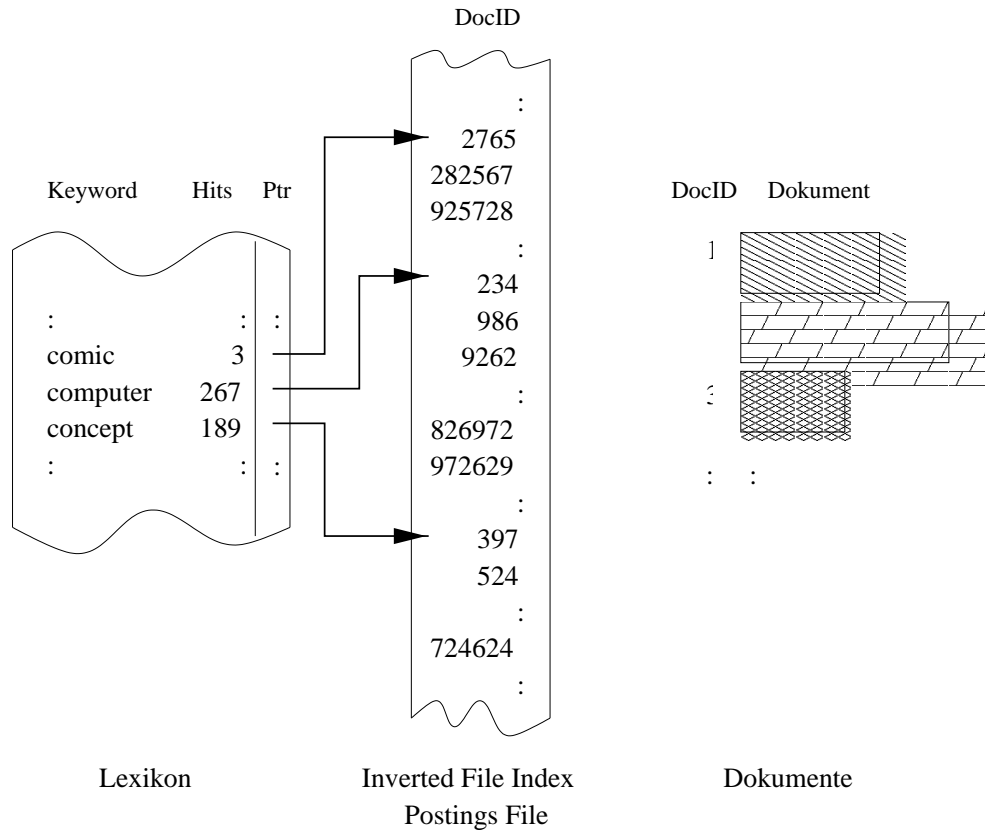 DocID
:
2765
282567
925728
:
234
986
9262
:
826972
972629
:
397
524
:
724624
:
Keyword Hits Ptr
: : :
comic 3
computer 267
concept 189
: : :
DocID Dokument
1
3
: :
Lexikon
Inverted File Index
Postings File
Dokumente